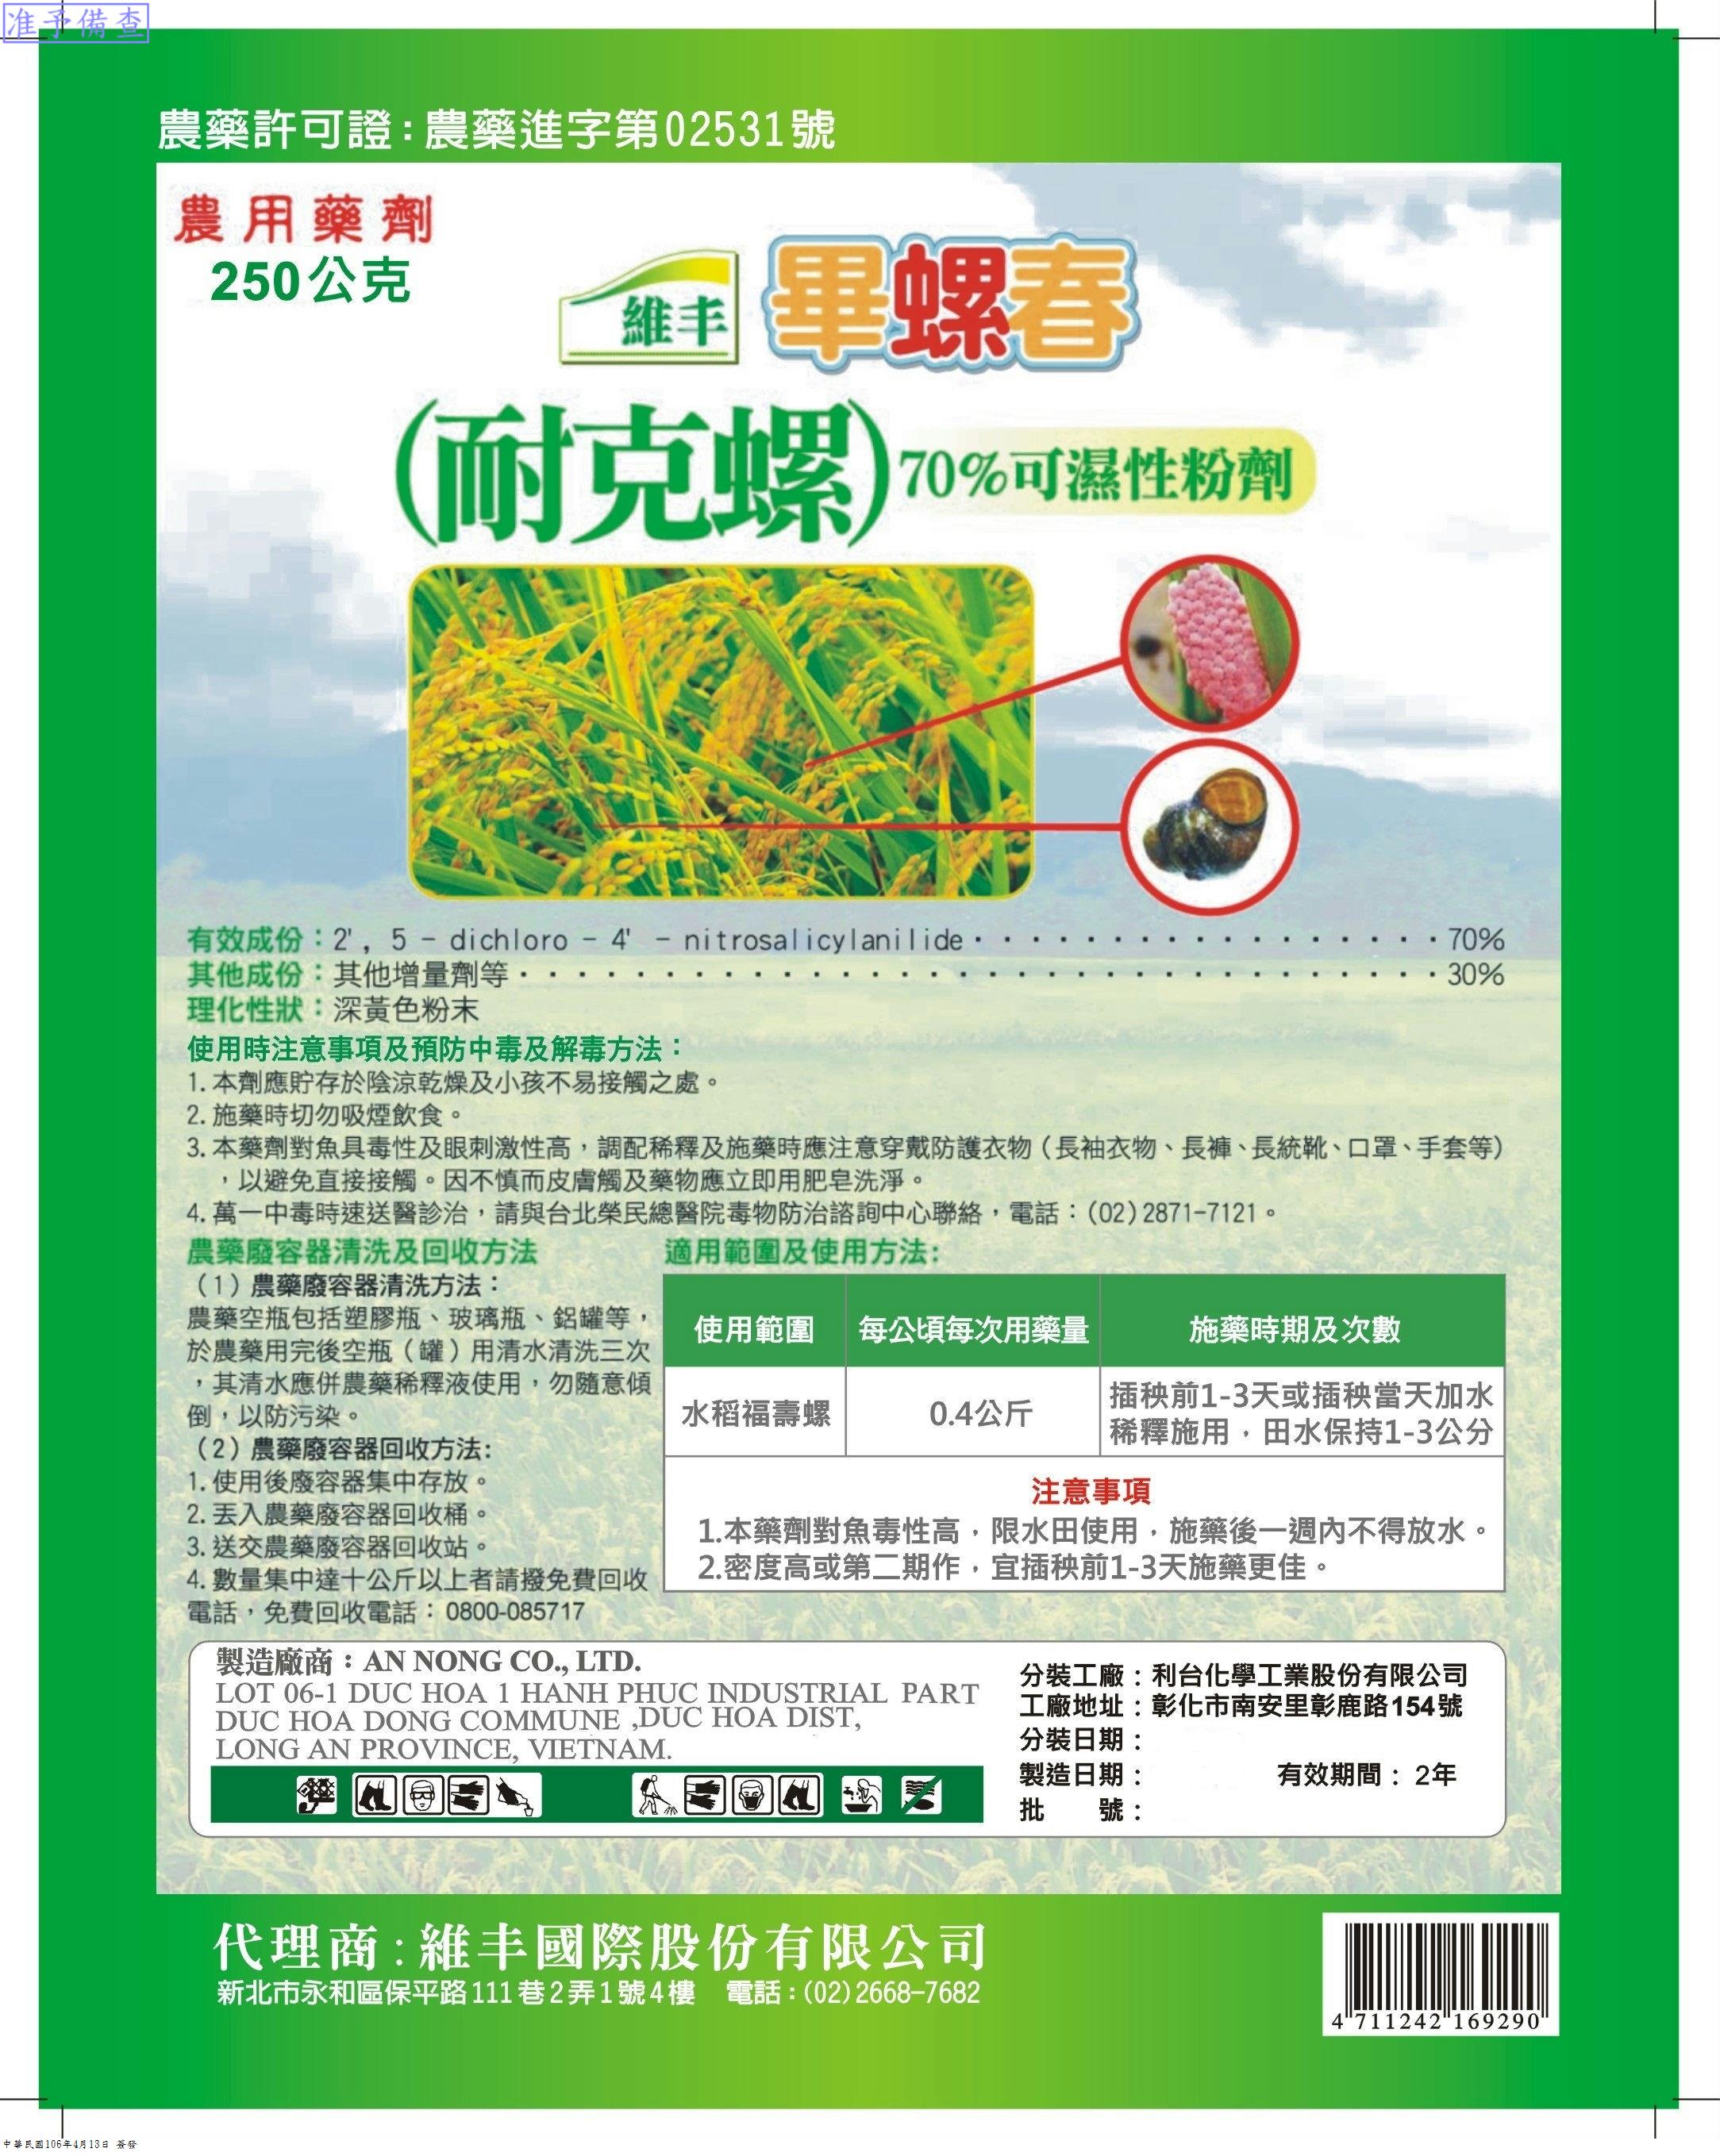 准予備查
農藥許可證:農藥進字第02531號
農用藥劑
250公克
維丰
畢螺春
(耐克螺)70%可濕性粉劑
有效成份：2', 5 - dichloro - 4' - nitrosalicylanilide‧‧‧‧‧‧‧‧‧‧‧‧‧‧‧‧‧70%
其他成份：其他增量劑等‧‧‧‧‧‧‧‧‧‧‧‧‧‧‧‧‧‧‧‧‧‧‧‧‧‧‧‧‧‧‧‧30%
理化性狀：深黃色粉末
使用時注意事項及預防中毒及解毒方法：
1. 本劑應貯存於陰涼乾燥及小孩不易接觸之處。
2. 施藥時切勿吸煙飲食。
3. 本藥劑對魚具毒性及眼刺激性高，調配稀釋及施藥時應注意穿戴防護衣物（長袖衣物、長褲、長統靴、口罩、手套等）
，以避免直接接觸。因不慎而皮膚觸及藥物應立即用肥皂洗淨。
4. 萬一中毒時速送醫診治，請與台北榮民總醫院毒物防治諮詢中心聯絡，電話：(02)2871-7121。
農藥廢容器清洗及回收方法
（1）農藥廢容器清洗方法：
農藥空瓶包括塑膠瓶、玻璃瓶、鋁罐等，
於農藥用完後空瓶（罐）用清水清洗三次
，其清水應併農藥稀釋液使用，勿隨意傾
倒，以防污染。
（2）農藥廢容器回收方法:
1. 使用後廢容器集中存放。
2. 丟入農藥廢容器回收桶。
3. 送交農藥廢容器回收站。
4. 數量集中達十公斤以上者請撥免費回收
電話，免費回收電話：0800-085717
適用範圍及使用方法:
使用範圍 每公頃每次用藥量 施藥時期及次數
水稻福壽螺 0.4公斤 插秧前1-3天或插秧當天加水
稀釋施用，田水保持1-3公分
注意事項
1.本藥劑對魚毒性高，限水田使用，施藥後一週內不得放水。
2.密度高或第二期作，宜插秧前1-3天施藥更佳。
製造廠商：AN NONG CO., LTD.
LOT 06-1 DUC HOA 1 HANH PHUC INDUSTRIAL PART
DUC HOA DONG COMMUNE ,DUC HOA DIST,
LONG AN PROVINCE, VIETNAM.
分裝工廠：利台化學工業股份有限公司
工廠地址：彰化市南安里彰鹿路154號
分裝日期：
製造日期： 有效期間：2年
批 號：
代理商:維丰國際股份有限公司
新北市永和區保平路111巷2弄1號4樓 電話:(02)2668-7682
4 711242 169290
中華民國106年4月13日 簽發